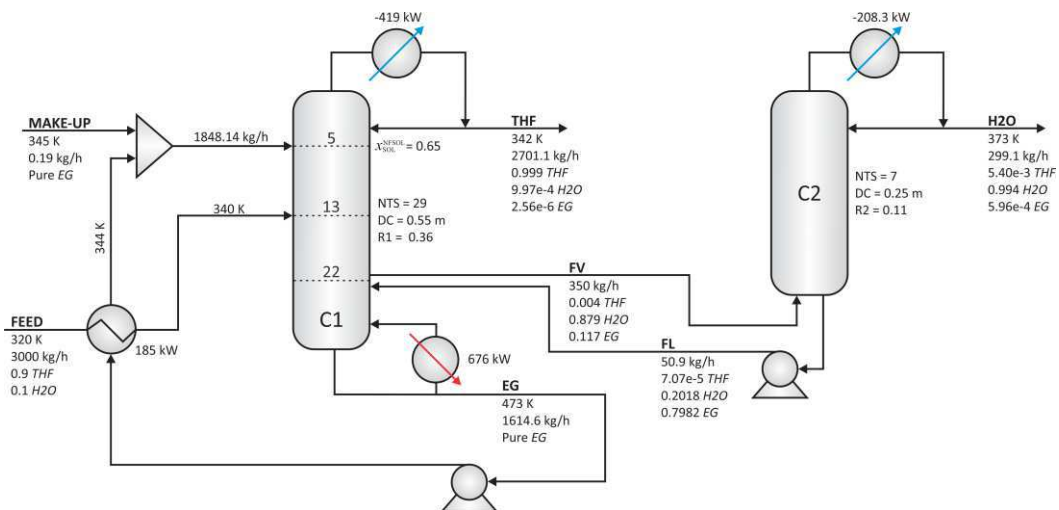 -419 kW
-208.3 kW
MAKE-UP
345 K
0.19 kg/h
Pure EG
1848.14 kg/h
5
x_SOL^NFSOL = 0.65
THF
342 K
2701.1 kg/h
0.999 THF
9.97e-4 H2O
2.56e-6 EG
H2O
373 K
299.1 kg/h
5.40e-3 THF
0.994 H2O
5.96e-4 EG
NTS = 7
DC = 0.25 m
R2 = 0.11
C2
340 K
13
NTS = 29
DC = 0.55 m
R1 = 0.36
344 K
22
C1
FV
350 kg/h
0.004 THF
0.879 H2O
0.117 EG
FEED
320 K
3000 kg/h
0.9 THF
0.1 H2O
185 kW
676 kW
FL
50.9 kg/h
7.07e-5 THF
0.2018 H2O
0.7982 EG
EG
473 K
1614.6 kg/h
Pure EG